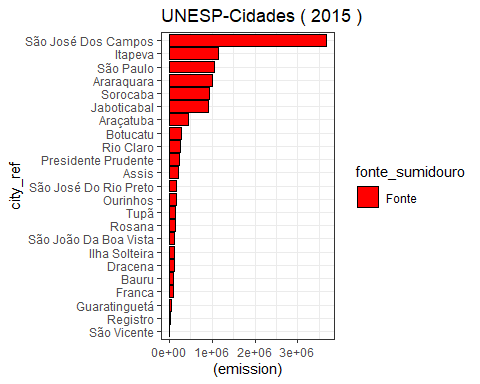 UNESP-Cidades ( 2015 )
São José Dos Campos
Itapeva
São Paulo
Araraquara
Sorocaba
Jaboticabal
Araçatuba
Botucatu
Rio Claro
Presidente Prudente
Assis
São José Do Rio Preto
Ourinhos
Tupã
Rosana
São João Da Boa Vista
Ilha Solteira
Dracena
Bauru
Franca
Guaratinguetá
Registro
São Vicente
city_ref
0e+00 1e+06 2e+06 3e+06
(emission)
fonte_sumidouro
Fonte